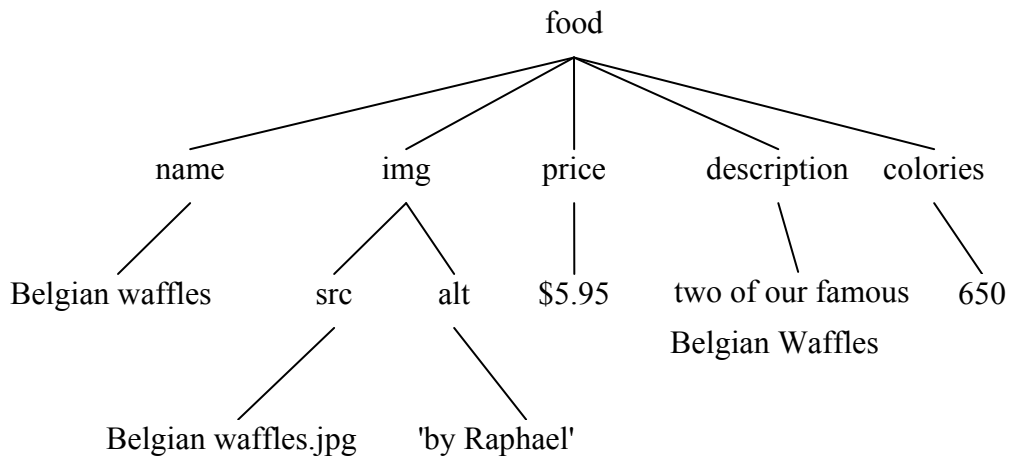 food
name img price description colories
Belgian waffles src alt $5.95 two of our famous 650
Belgian Waffles
Belgian waffles.jpg 'by Raphael'